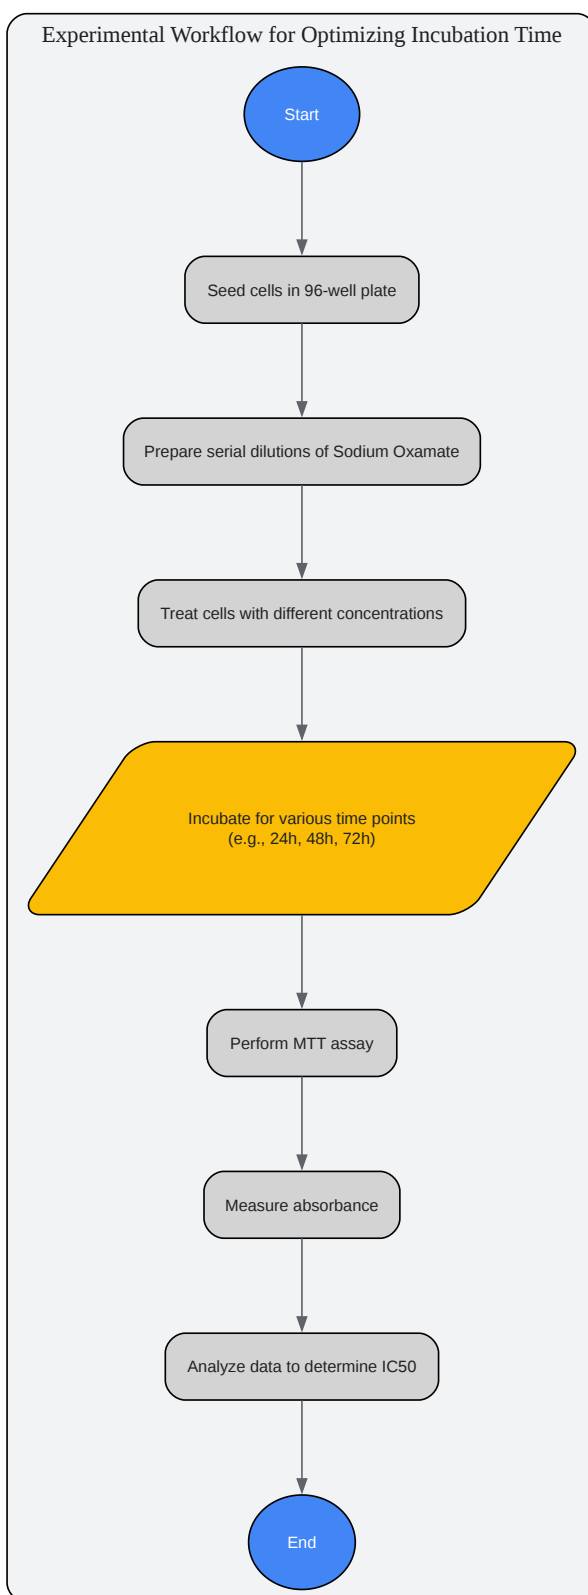 Experimental Workflow for Optimizing Incubation Time
Start
Seed cells in 96-well plate
Prepare serial dilutions of Sodium Oxamate
Treat cells with different concentrations
Incubate for various time points
(e.g., 24h, 48h, 72h)
Perform MTT assay
Measure absorbance
Analyze data to determine IC50
End